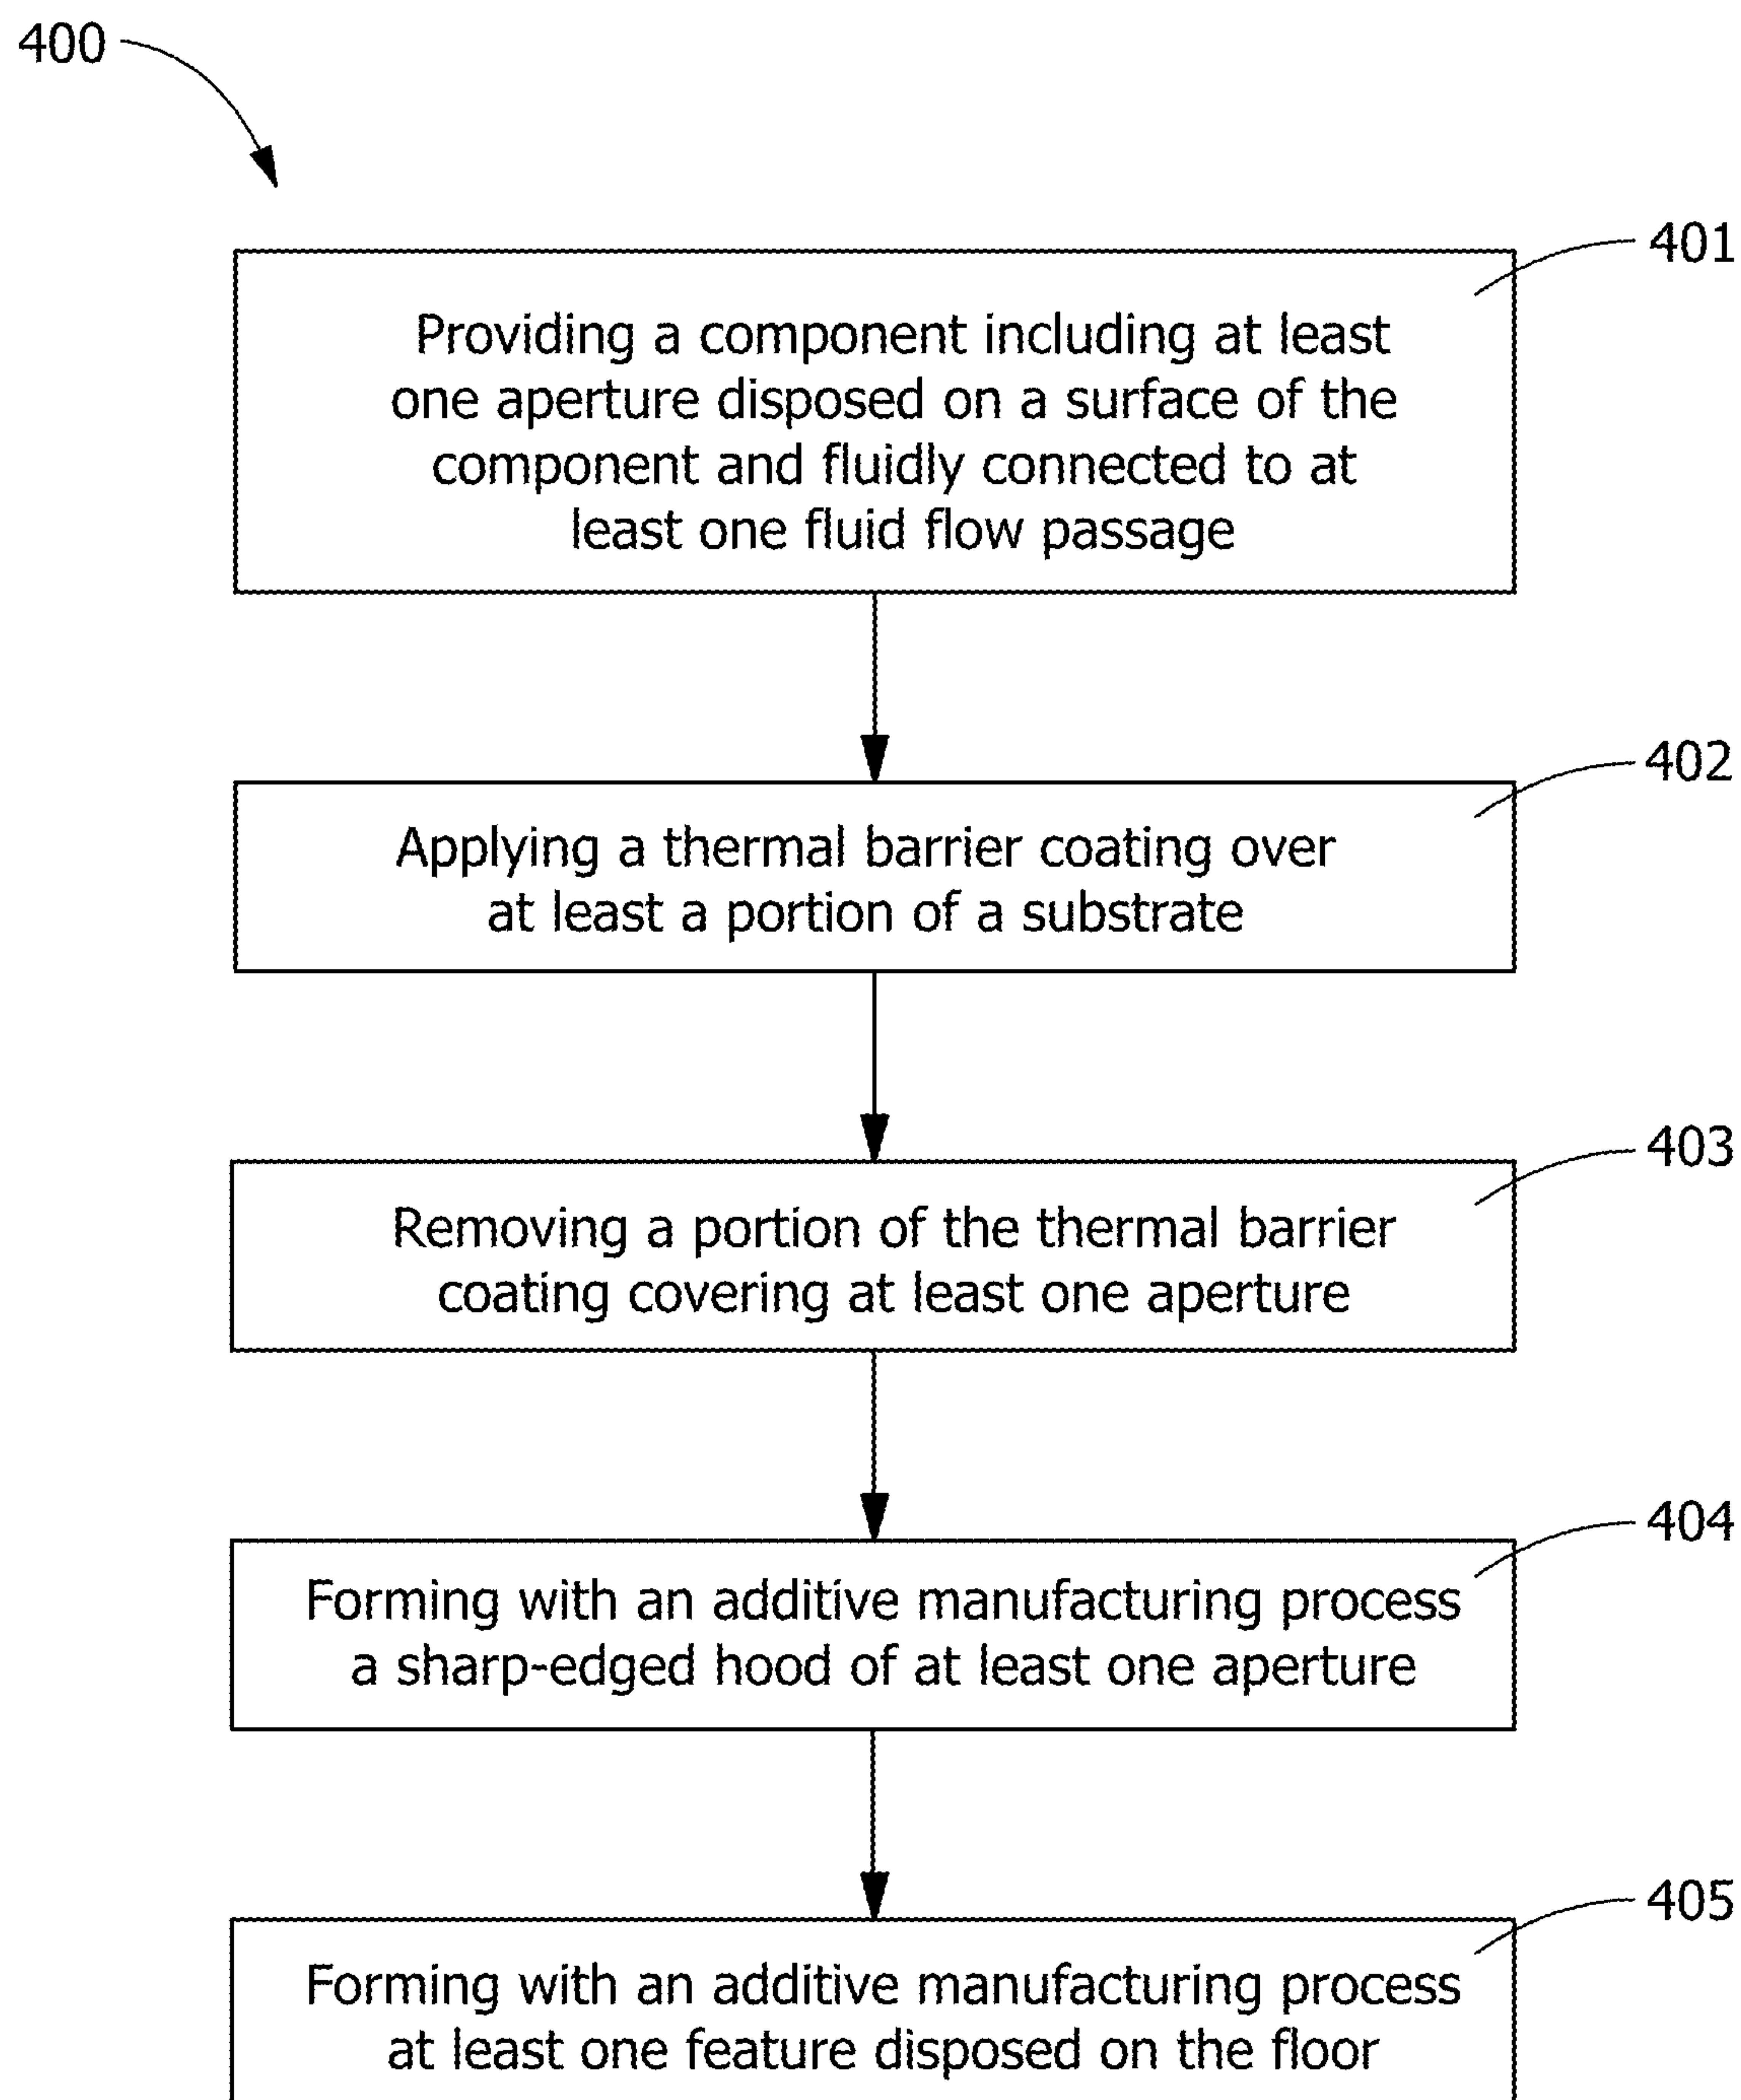 400
401
Providing a component including at least
one aperture disposed on a surface of the
component and fluidly connected to at
least one fluid flow passage
402
Applying a thermal barrier coating over
at least a portion of a substrate
403
Removing a portion of the thermal barrier
coating covering at least one aperture
404
Forming with an additive manufacturing process
a sharp-edged hood of at least one aperture
405
Forming with an additive manufacturing process
at least one feature disposed on the floor